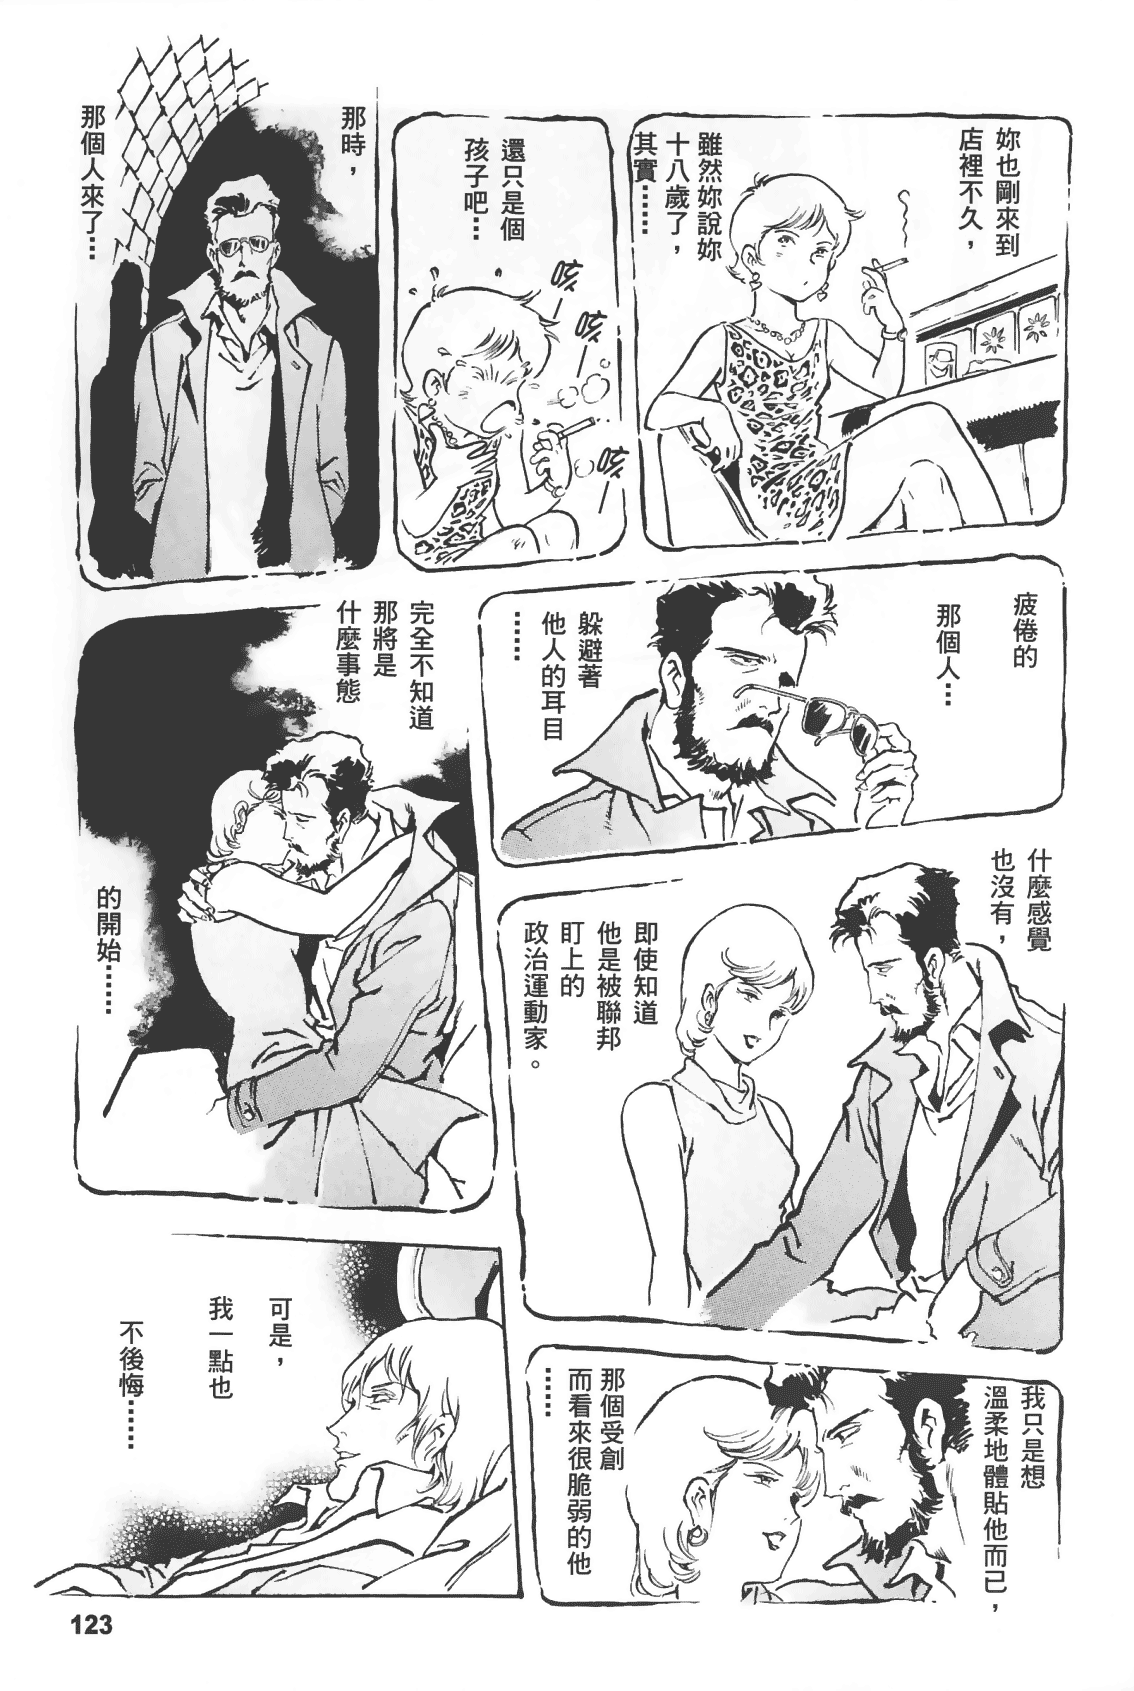 妳也剛來到
店裡不久，
雖然妳說妳
十八歲了，
其實……
還只是個
孩子吧…
咳—
咳—
咳—
那時，
那個人來了…
疲倦的
那個人…
躲避著
他人的耳目
……
完全不知道
那將是
什麼事態
的開始……
什麼感覺
也沒有，
即使知道
他是被聯邦
盯上的
政治運動家。
我只是想
溫柔地體貼他而已，
那個受創
而看來很脆弱的他
……
可是，
我一點也
不後悔……
123